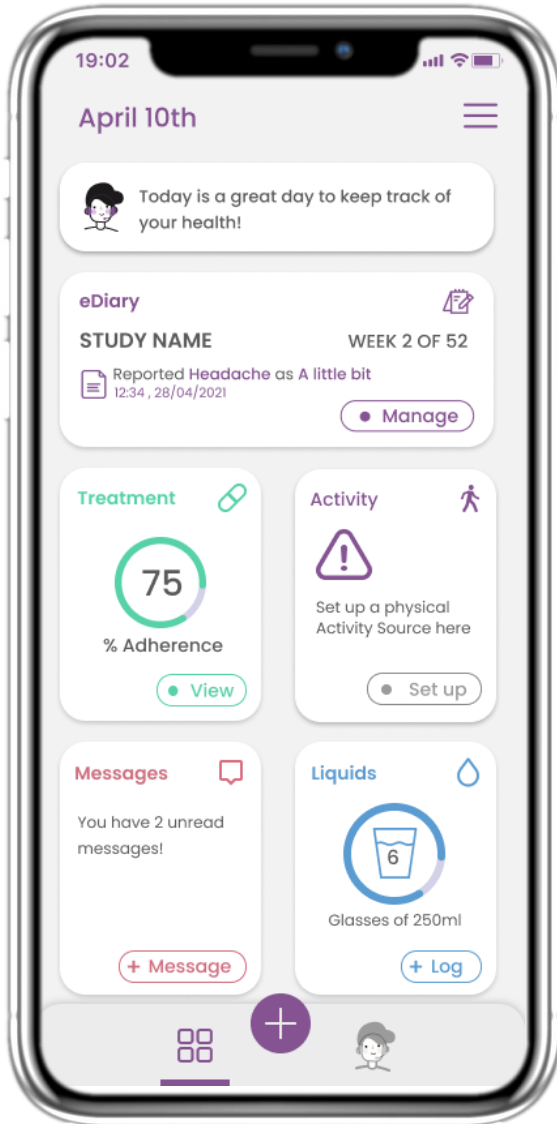 19:02
April 10th
Today is a great day to keep track of
your health!
eDiary
STUDY NAME
WEEK 2 OF 52
Reported Headache as A little bit
12:34 , 28/04/2021
Manage
Treatment
75
% Adherence
View
Activity
Set up a physical
Activity Source here
Set up
Messages
You have 2 unread
messages!
+ Message
Liquids
6
Glasses of 250ml
+ Log